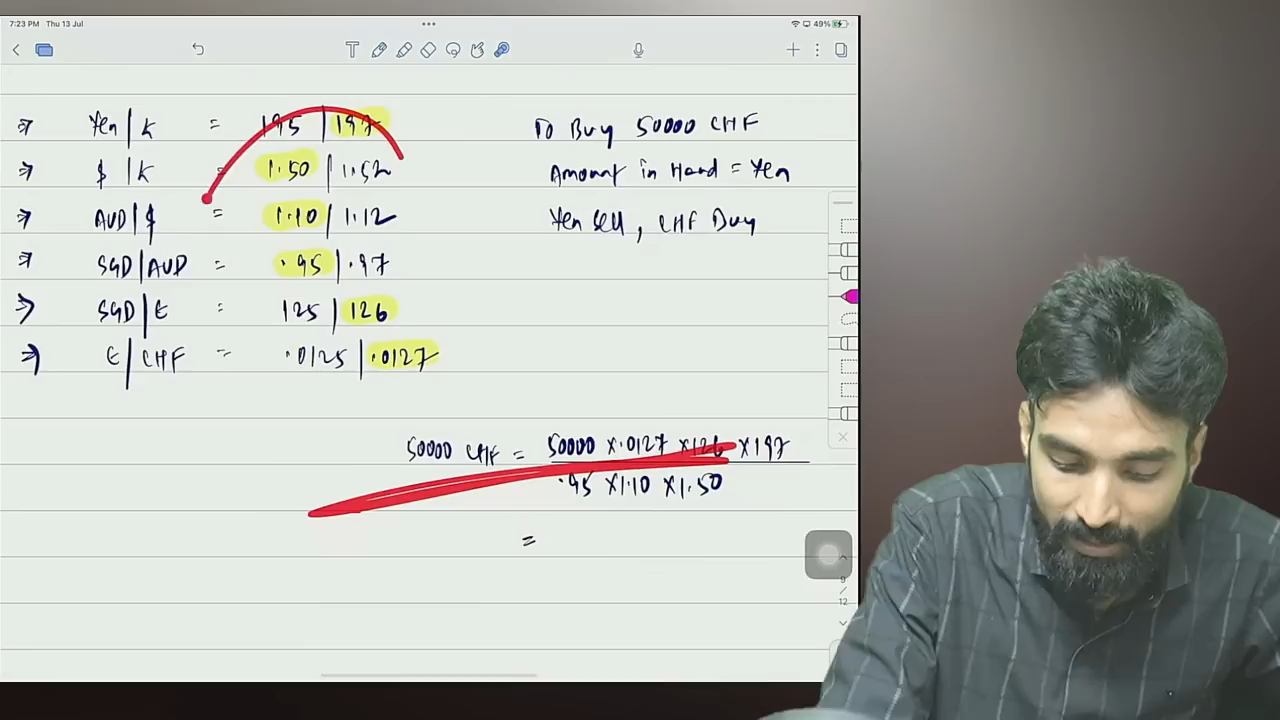 7:23 PM Thu 13 Jul
49%
⇒ Yen|£ = 195 | 197
⇒ $|£ = 1.50 | 1.52
⇒ AUD|$ = 1.10 | 1.12
⇒ SGD|AUD = .95 | .97
⇒ SGD|€ = 125 | 126
⇒ €|CHF = .0125 | .0127
To Buy 50000 CHF
Amount in Hand = Yen
Yen Sell, CHF Buy
50000 CHF = 50000 × .0127 × 126 × 197
.95 × 1.10 × 1.50
=
9
/
12